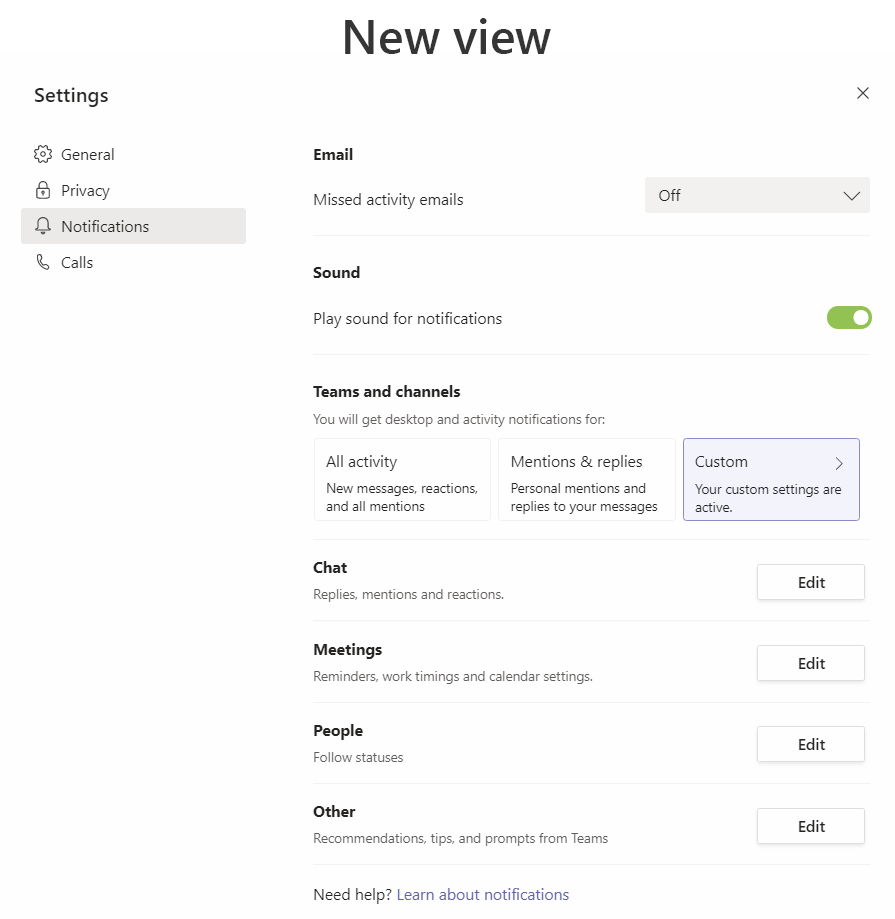 New view
Settings
General
Privacy
Notifications
Calls
Email
Missed activity emails
Off
Sound
Play sound for notifications
Teams and channels
You will get desktop and activity notifications for:
All activity
New messages, reactions,
and all mentions
Mentions & replies
Personal mentions and
replies to your messages
Custom
Your custom settings are
active.
Chat
Replies, mentions and reactions.
Edit
Meetings
Reminders, work timings and calendar settings.
Edit
People
Follow statuses
Edit
Other
Recommendations, tips, and prompts from Teams
Edit
Need help? Learn about notifications